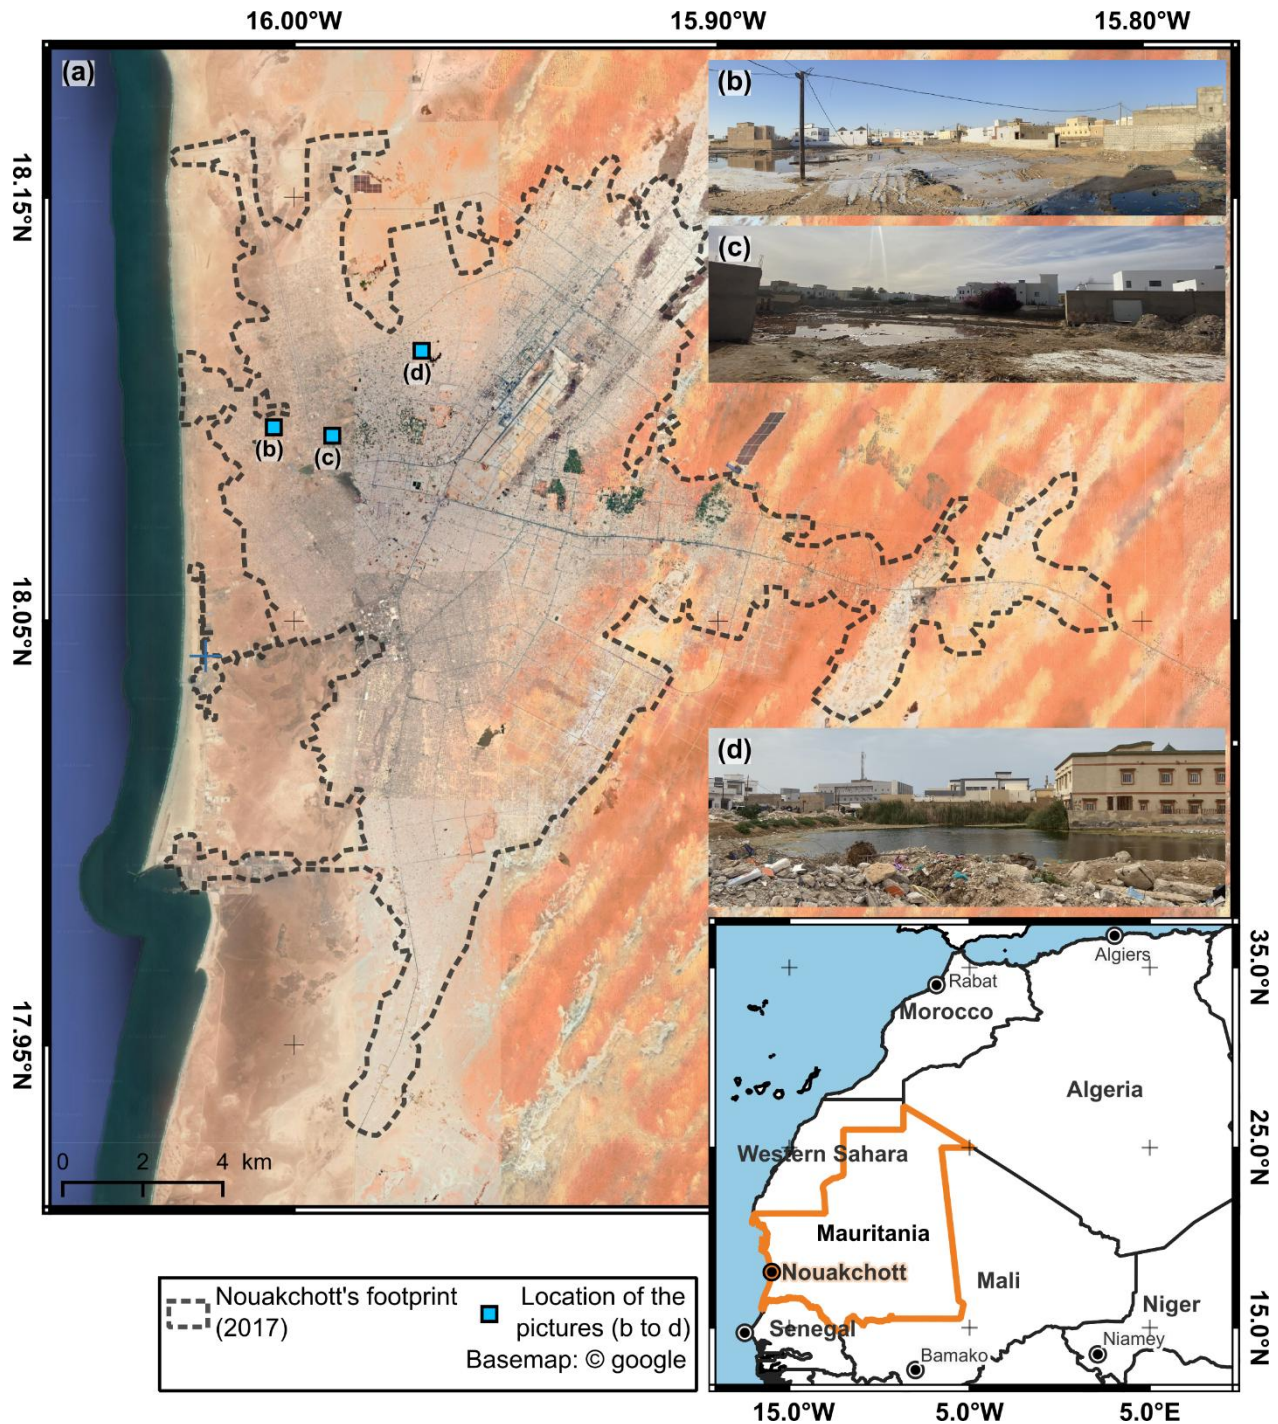 16.00°W
15.90°W
15.80°W
(a)
(b)
18.15°N
(c)
(d)
(b)
(c)
18.05°N
(d)
17.95°N
0 2 4 km
35.0°N
Algiers
Rabat
Morocco
Algeria
25.0°N
Western Sahara
Mauritania
Nouakchott
Mali
Niger
15.0°N
Senegal
Niamey
Bamako
15.0°W
5.0°W
5.0°E
Nouakchott's footprint
(2017)
Location of the
pictures (b to d)
Basemap: © google